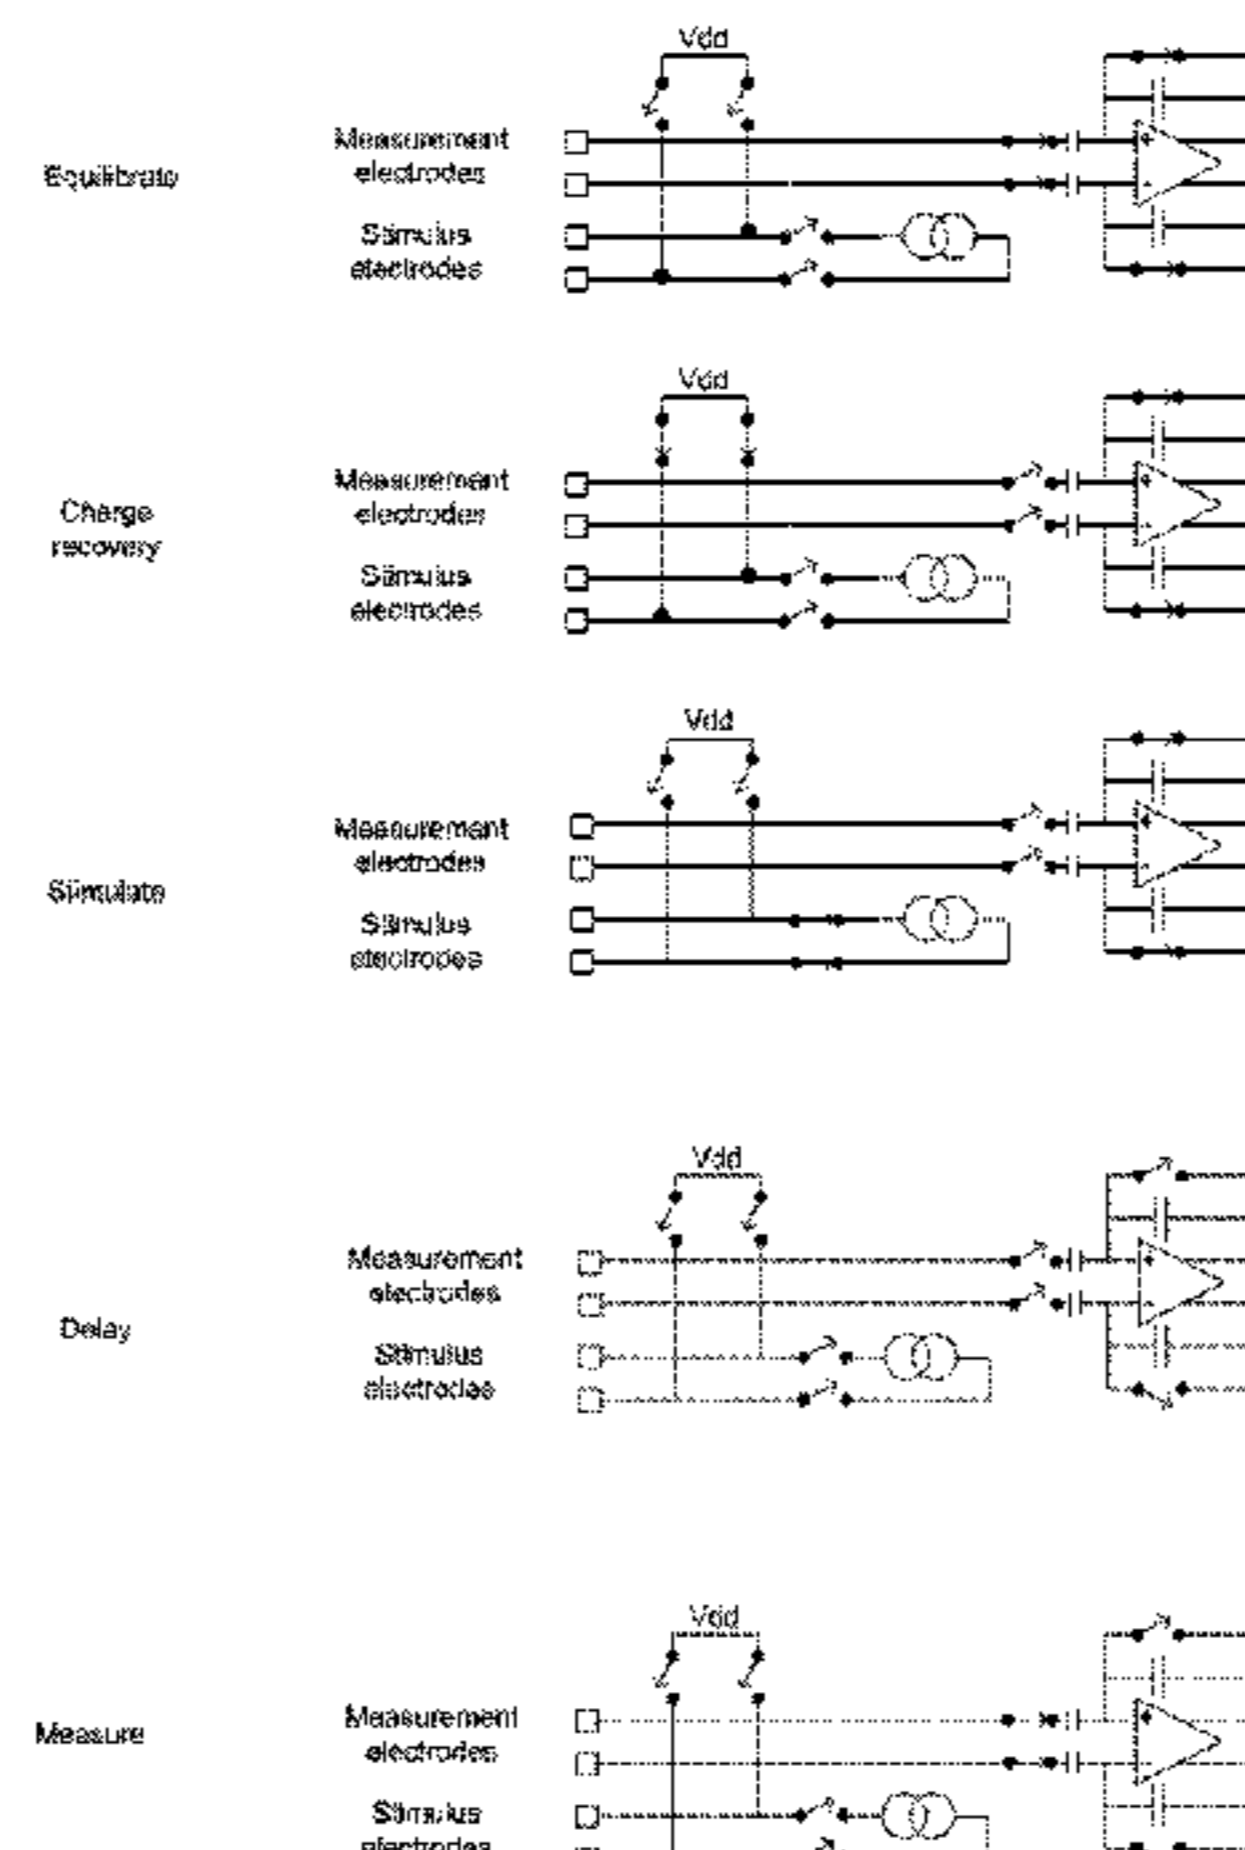 Vdd
Equilibrate
Measurement
electrodes
Stimulus
electrodes
Vdd
Charge
recovery
Measurement
electrodes
Stimulus
electrodes
Vdd
Stimulate
Measurement
electrodes
Stimulus
electrodes
Vdd
Delay
Measurement
electrodes
Stimulus
electrodes
Vdd
Measure
Measurement
electrodes
Stimulus
electrodes